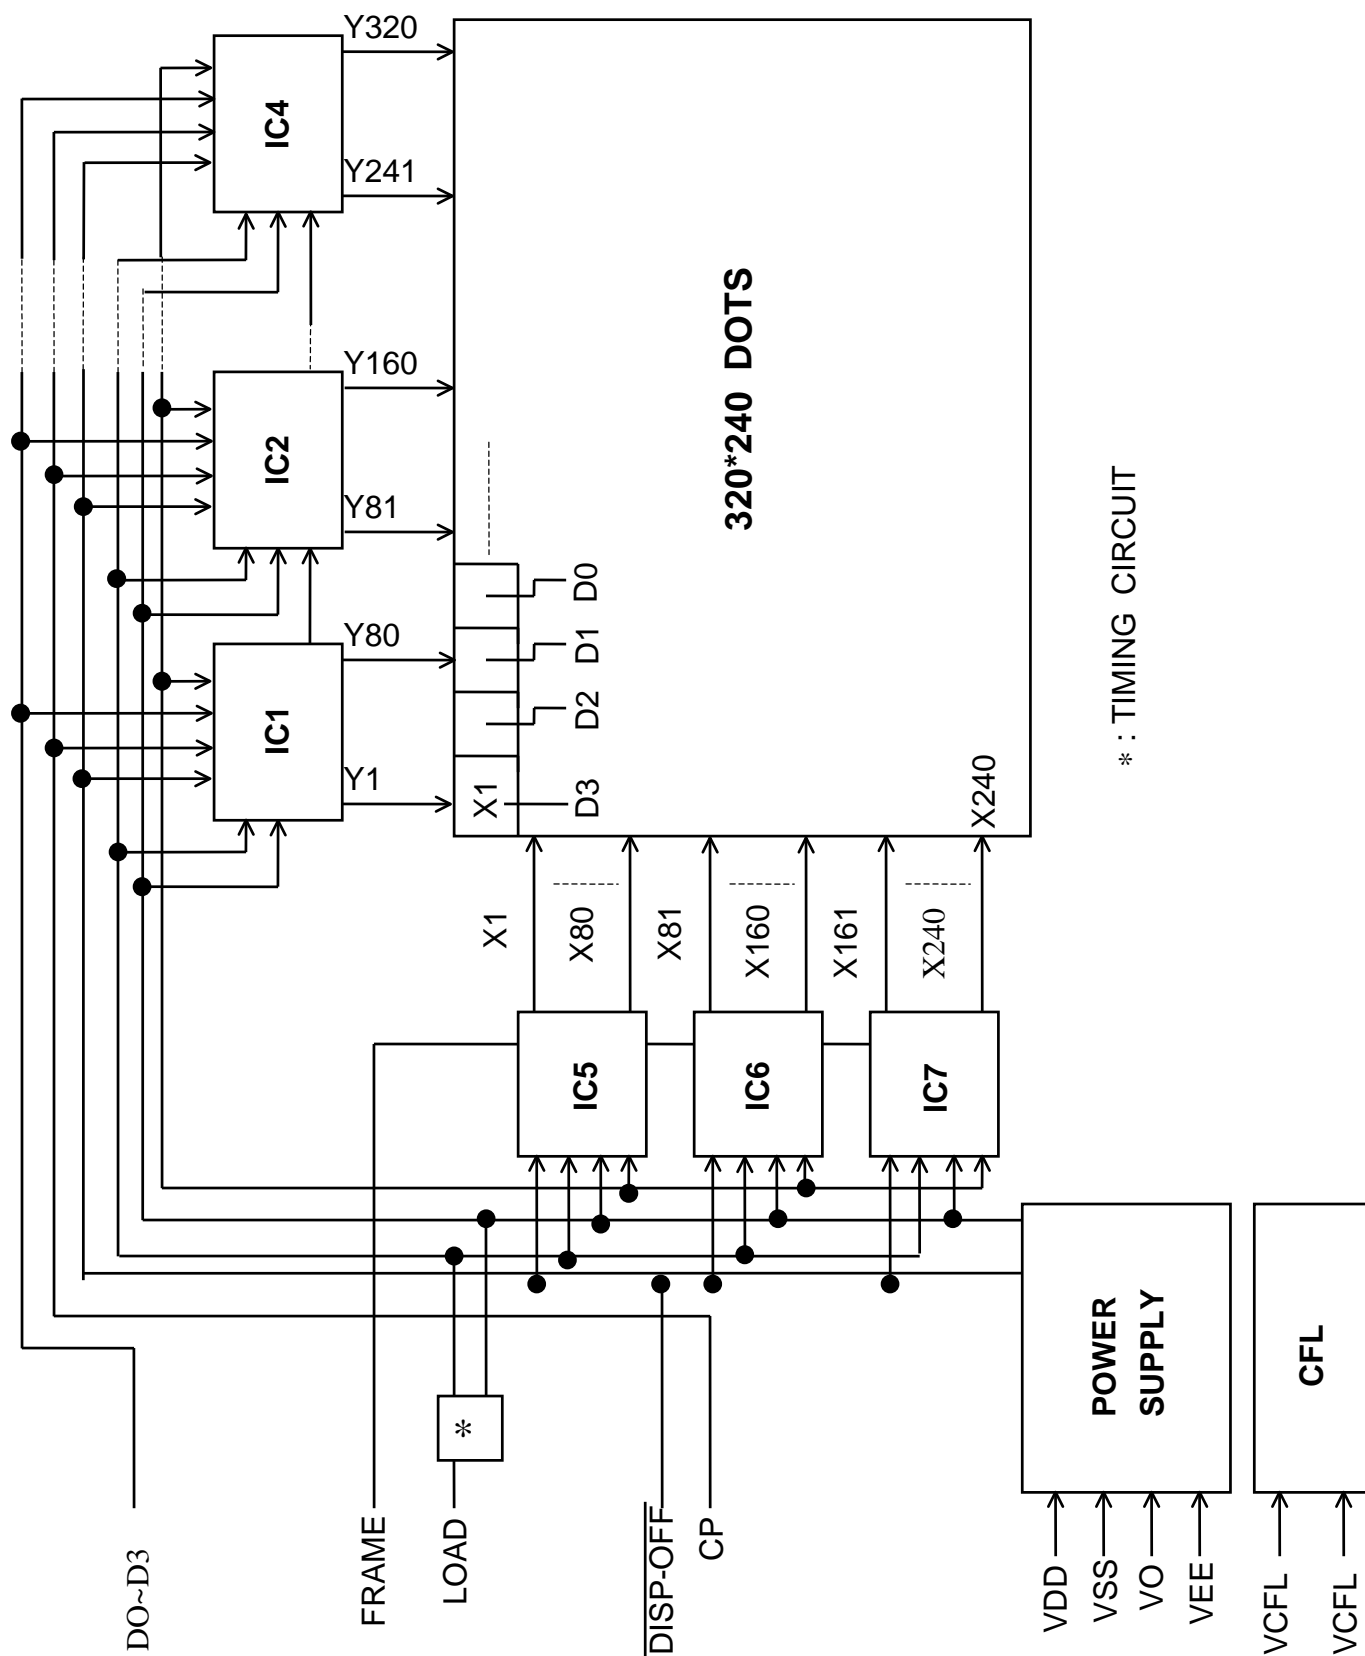 Y320
IC4
Y241
Y160
IC2
Y81
Y80
IC1
Y1
320*240 DOTS
D0
D1
D2
D3
X1
X240
X1
X80
X81
X160
X161
X240
IC5
IC6
IC7
* : TIMING CIRCUIT
DO~D3
FRAME
LOAD
*
DISP-OFF
CP
POWER
SUPPLY
VDD
VSS
VO
VEE
CFL
VCFL
VCFL